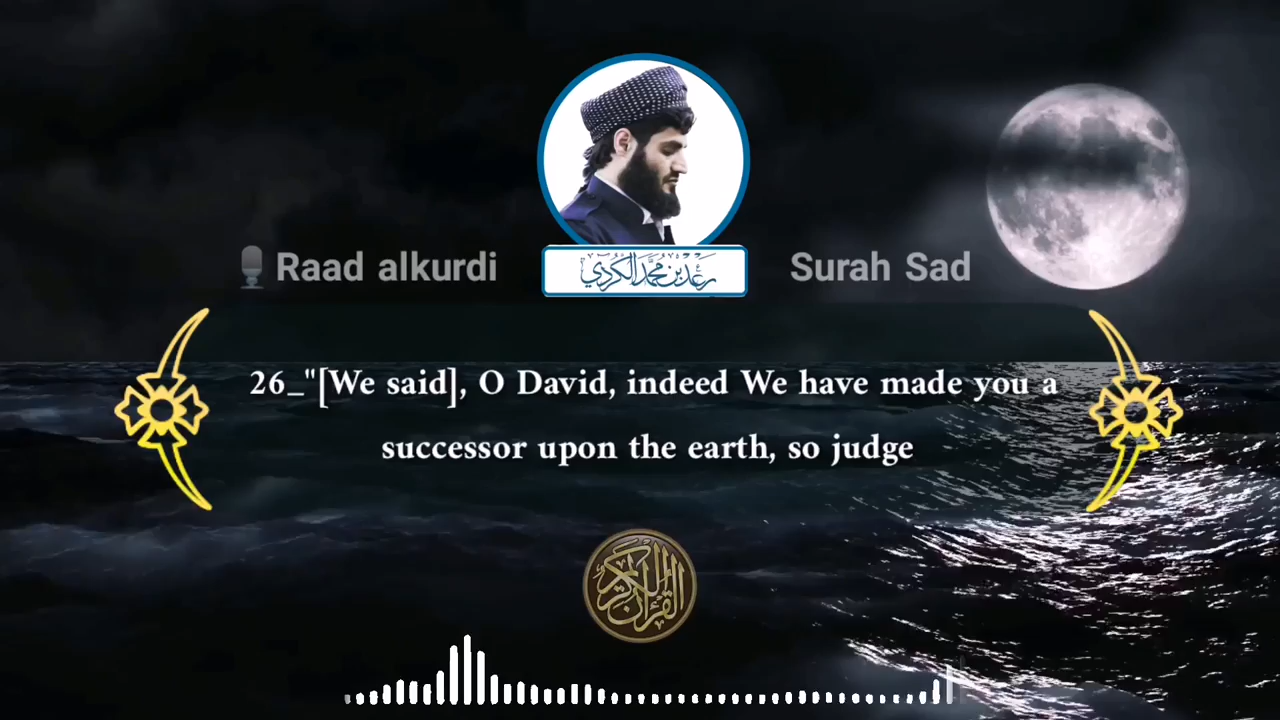 Raad alkurdi
رعد بن محمد الكردي
Surah Sad
26_"[We said], O David, indeed We have made you a
successor upon the earth, so judge
القرآن الكريم